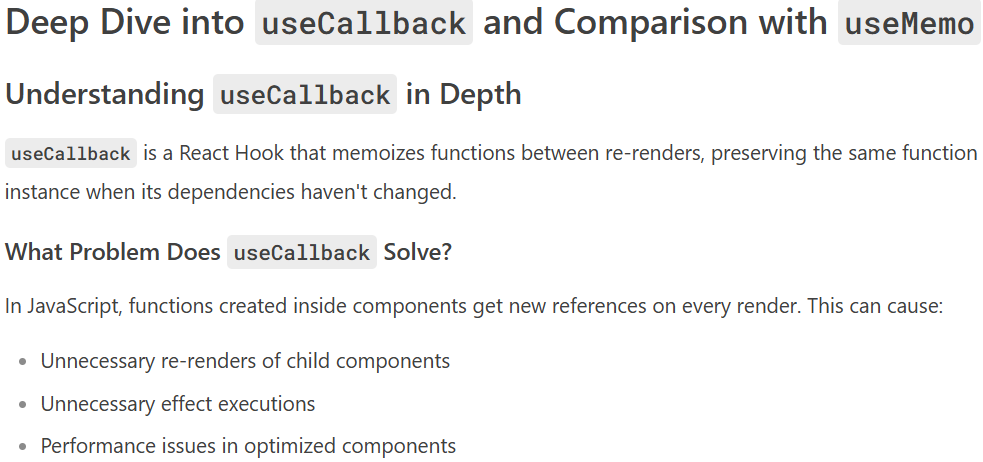 Deep Dive into useCallback and Comparison with useMemo
Understanding useCallback in Depth
useCallback is a React Hook that memoizes functions between re-renders, preserving the same function
instance when its dependencies haven't changed.
What Problem Does useCallback Solve?
In JavaScript, functions created inside components get new references on every render. This can cause:
• Unnecessary re-renders of child components
• Unnecessary effect executions
• Performance issues in optimized components